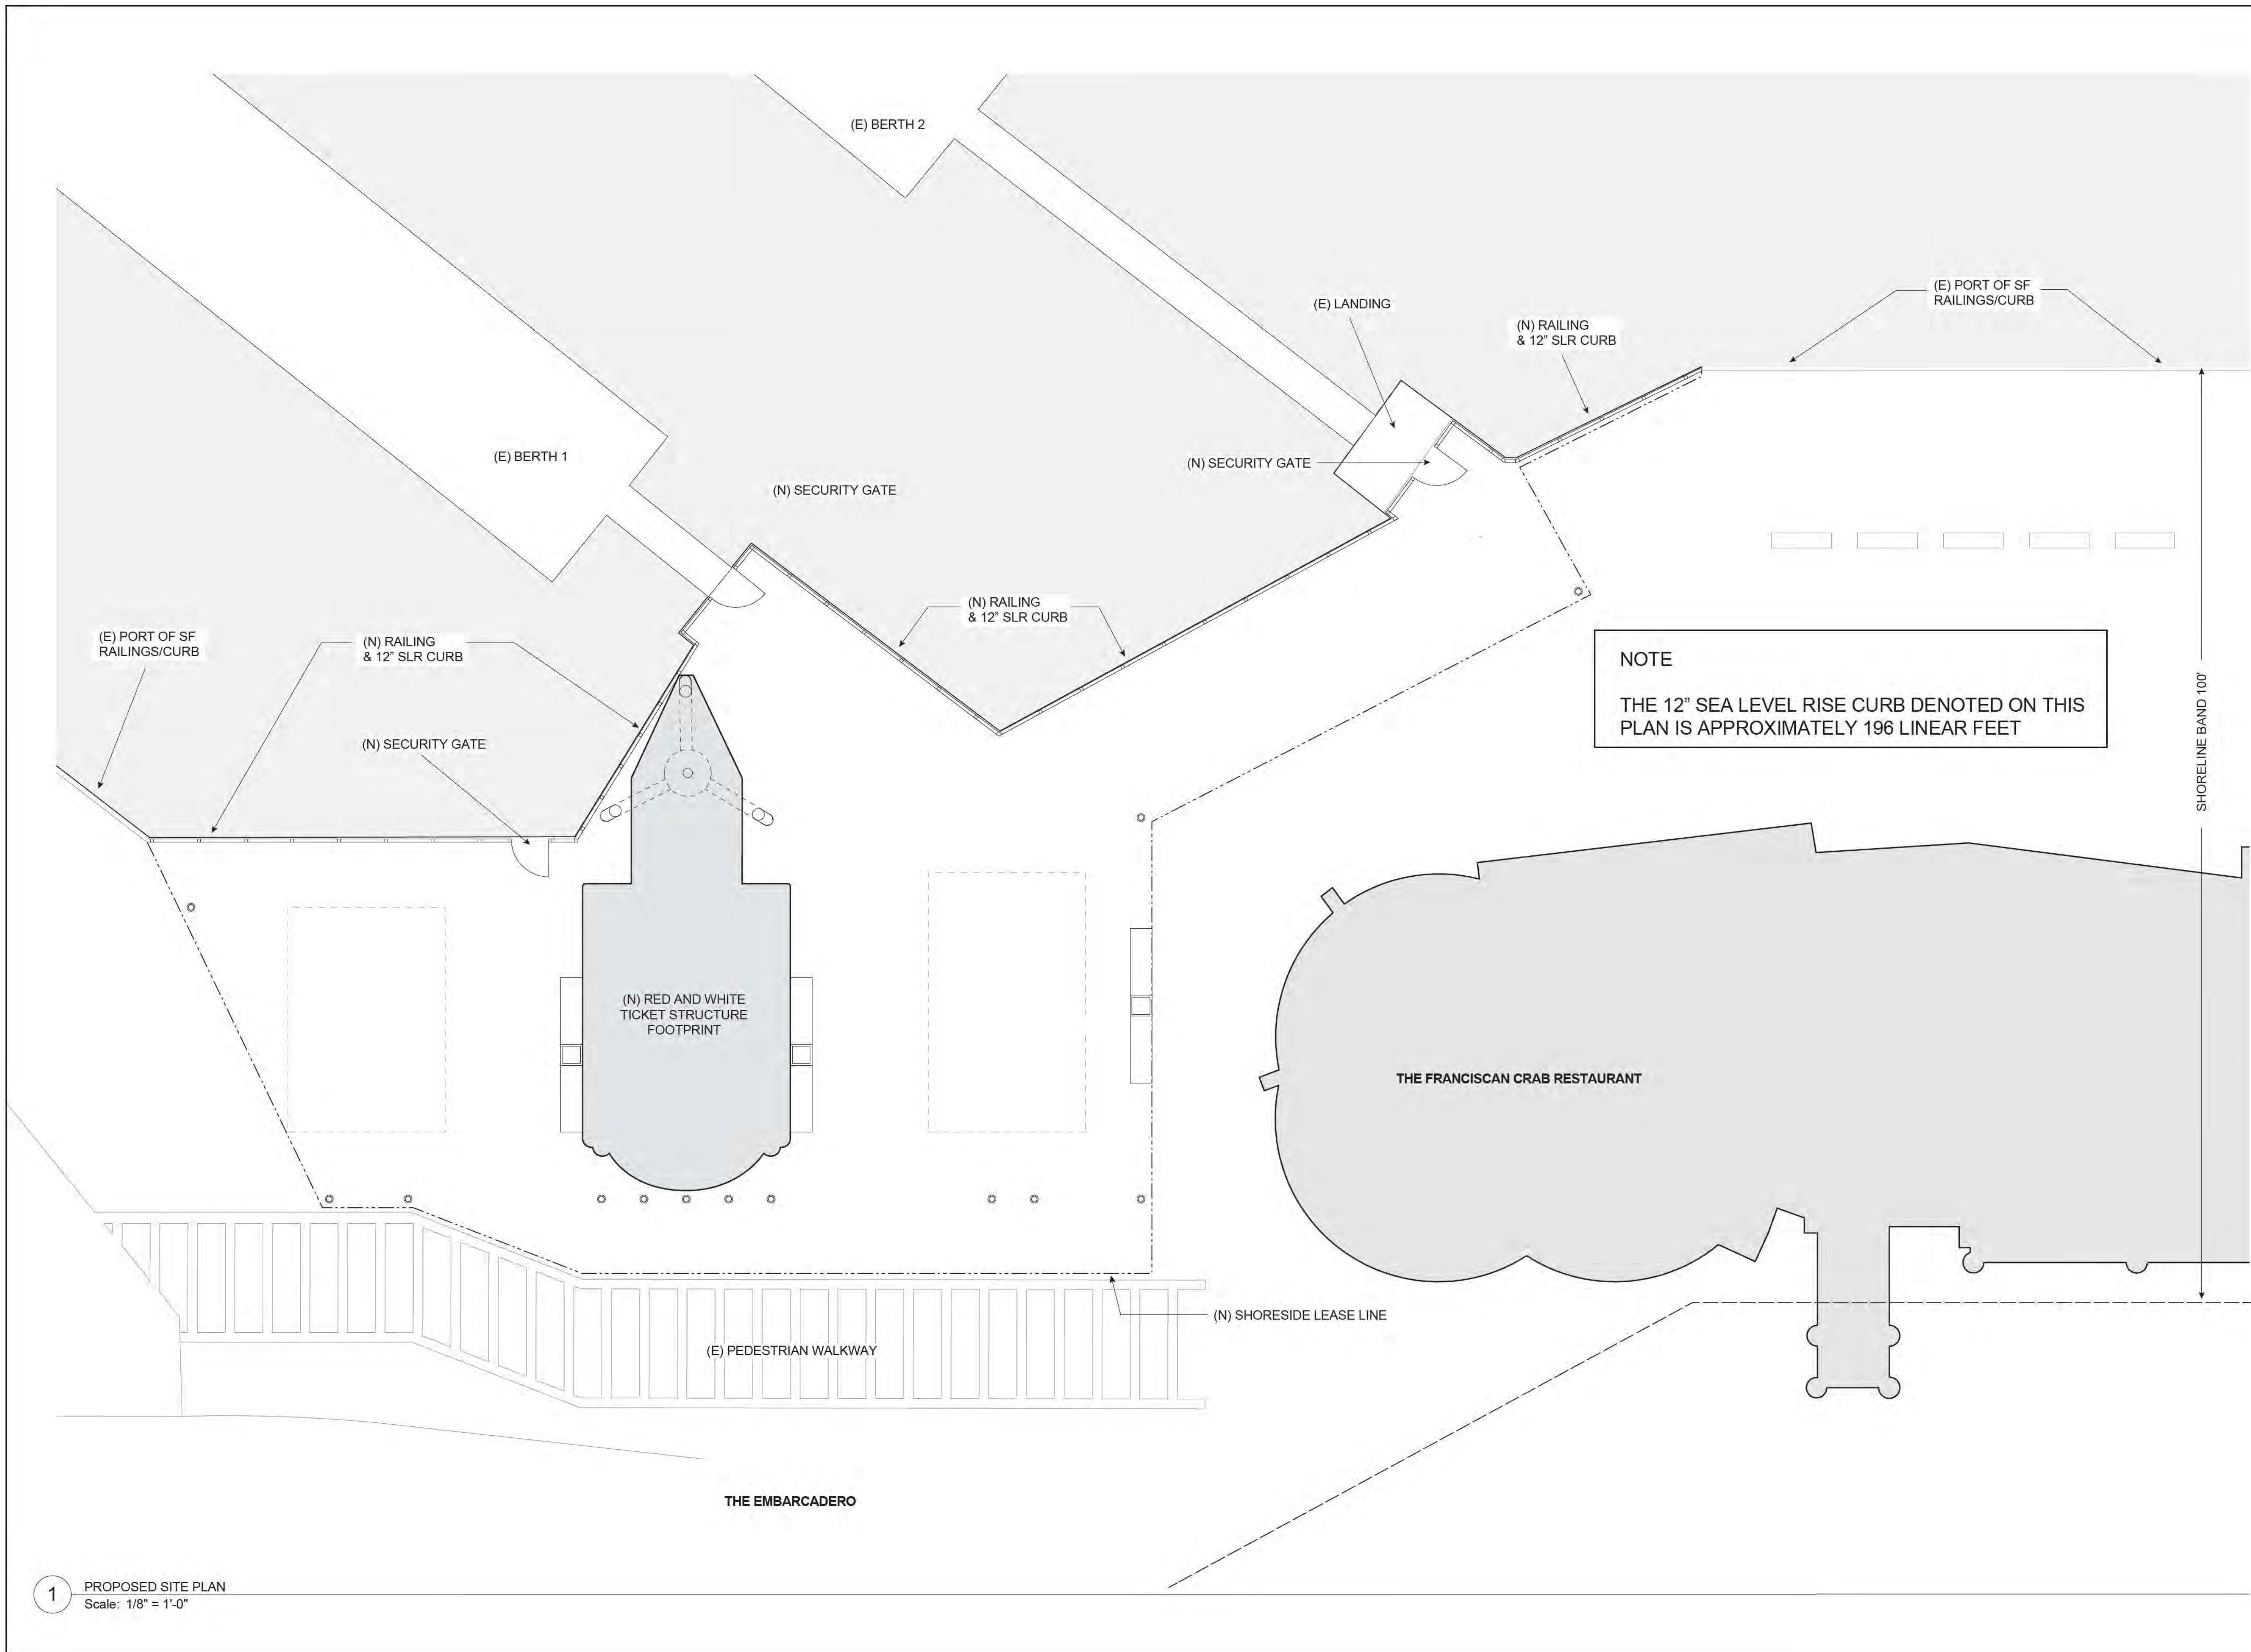 (E) BERTH 2
(E) PORT OF SF
RAILINGS/CURB
(E) LANDING
(N) RAILING
& 12" SLR CURB
(E) BERTH 1
(N) SECURITY GATE
(N) SECURITY GATE
(N) RAILING
& 12" SLR CURB
(E) PORT OF SF
RAILINGS/CURB
(N) RAILING
& 12" SLR CURB
NOTE
THE 12" SEA LEVEL RISE CURB DENOTED ON THIS
PLAN IS APPROXIMATELY 196 LINEAR FEET
SHORELINE BAND 100'
(N) SECURITY GATE
(N) RED AND WHITE
TICKET STRUCTURE
FOOTPRINT
THE FRANCISCAN CRAB RESTAURANT
(N) SHORESIDE LEASE LINE
(E) PEDESTRIAN WALKWAY
THE EMBARCADERO
1
PROPOSED SITE PLAN
Scale: 1/8" = 1'-0"